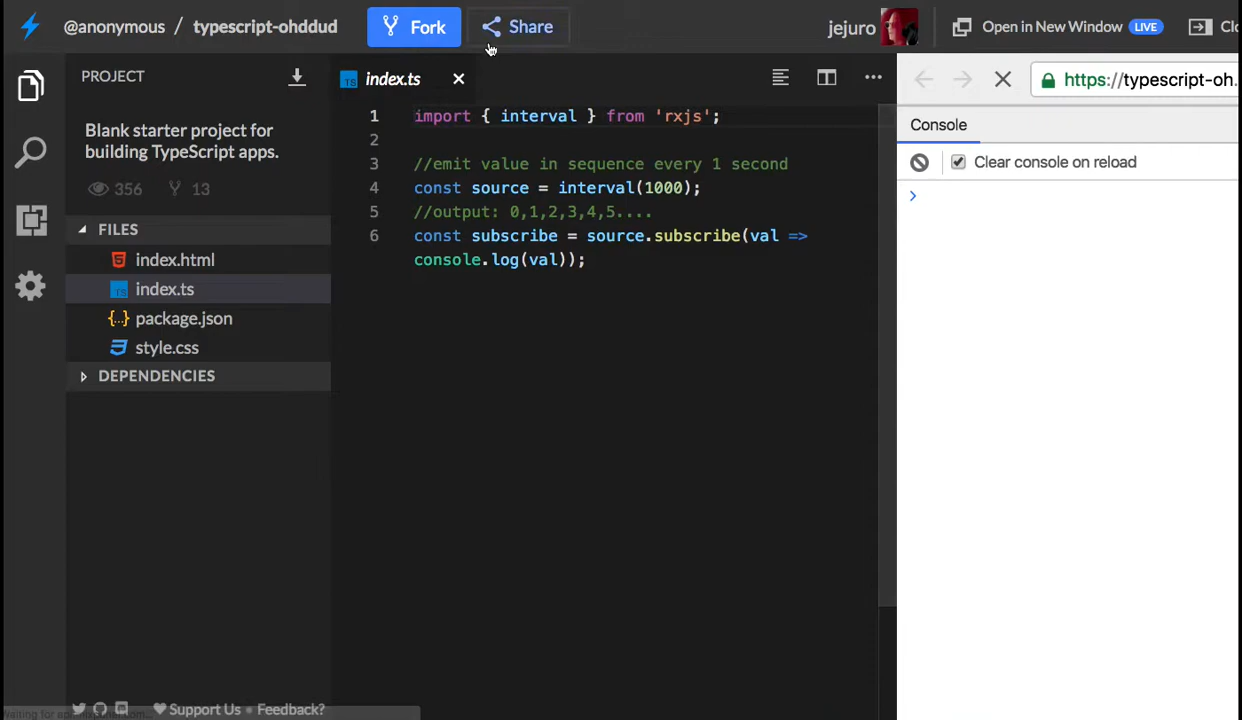 @anonymous / typescript-ohddud
Fork
Share
jejuro
Open in New Window LIVE
Clo
PROJECT
Blank starter project for
building TypeScript apps.
356 13
FILES
index.html
index.ts
package.json
style.css
DEPENDENCIES
Support Us • Feedback?
TS index.ts
1 import { interval } from 'rxjs';
2
3 //emit value in sequence every 1 second
4 const source = interval(1000);
5 //output: 0,1,2,3,4,5....
6 const subscribe = source.subscribe(val =>
console.log(val));
https://typescript-oh.
Console
Clear console on reload